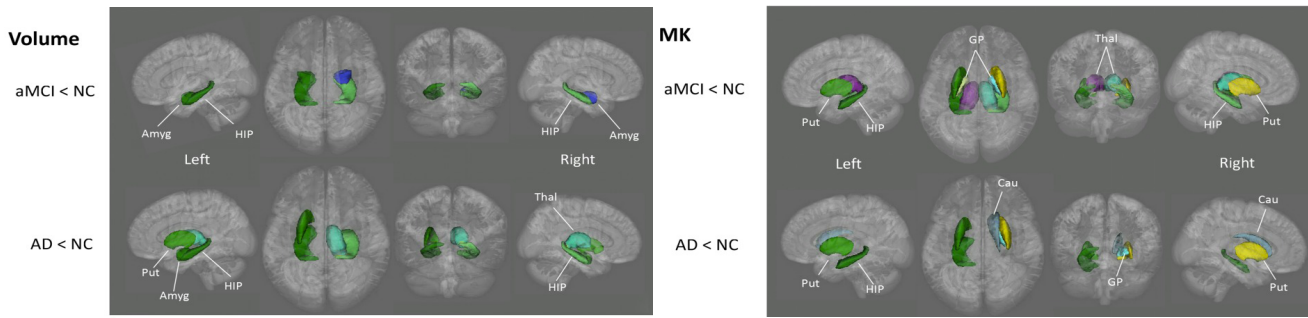 Volume
aMCI < NC
Amyg
HIP
Left
HIP
Amyg
Right
AD < NC
Put
Amyg
HIP
Thal
MK
aMCI < NC
Put
HIP
Left
GP
Thal
HIP
Put
Right
AD < NC
Put
HIP
Cau
GP
Cau
Put